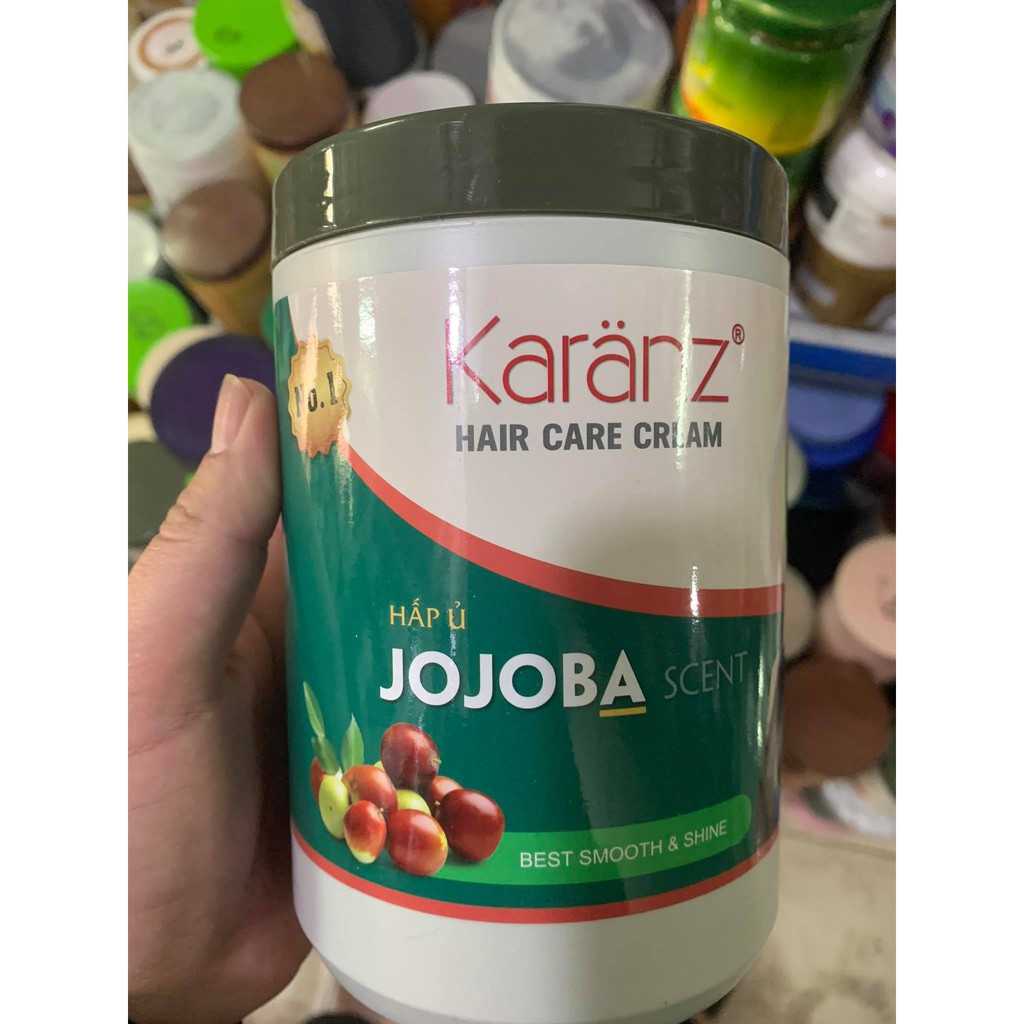 Karänz®
No.1
HAIR CARE CREAM
HẤP Ủ
JOJOBA SCENT
BEST SMOOTH & SHINE